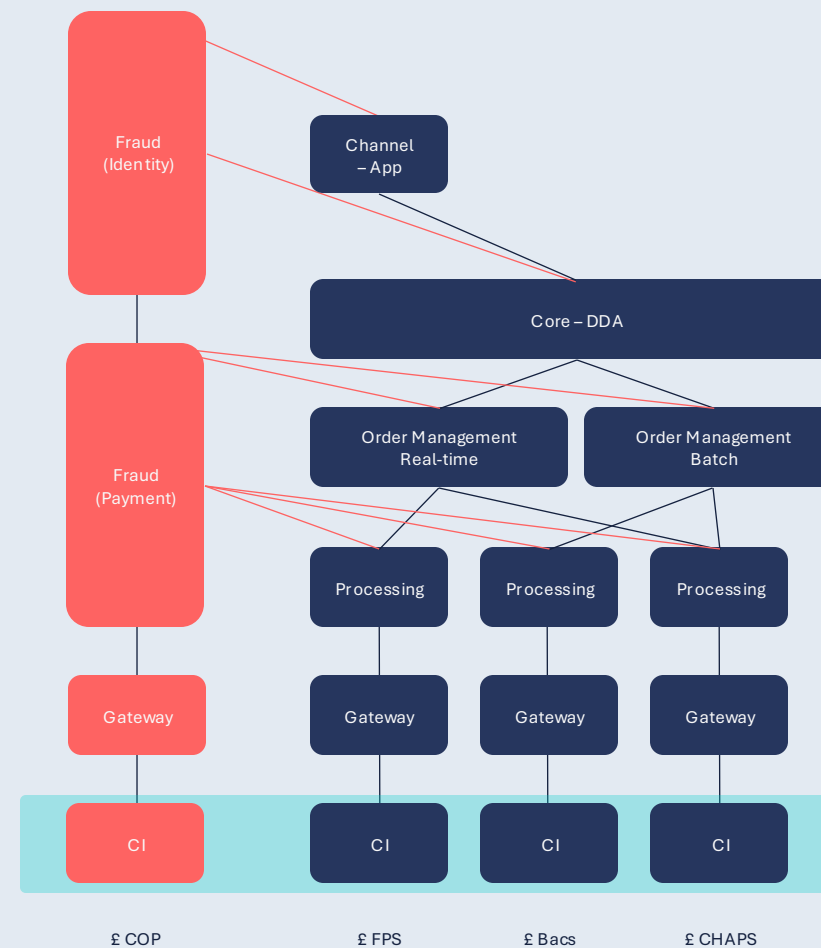 Fraud
(Identity)
Channel
– App
Core – DDA
Order Management
Real-time
Order Management
Batch
Fraud
(Payment)
Processing
Processing
Processing
Gateway
Gateway
Gateway
Gateway
CI
CI
CI
CI
£ COP
£ FPS
£ Bacs
£ CHAPS